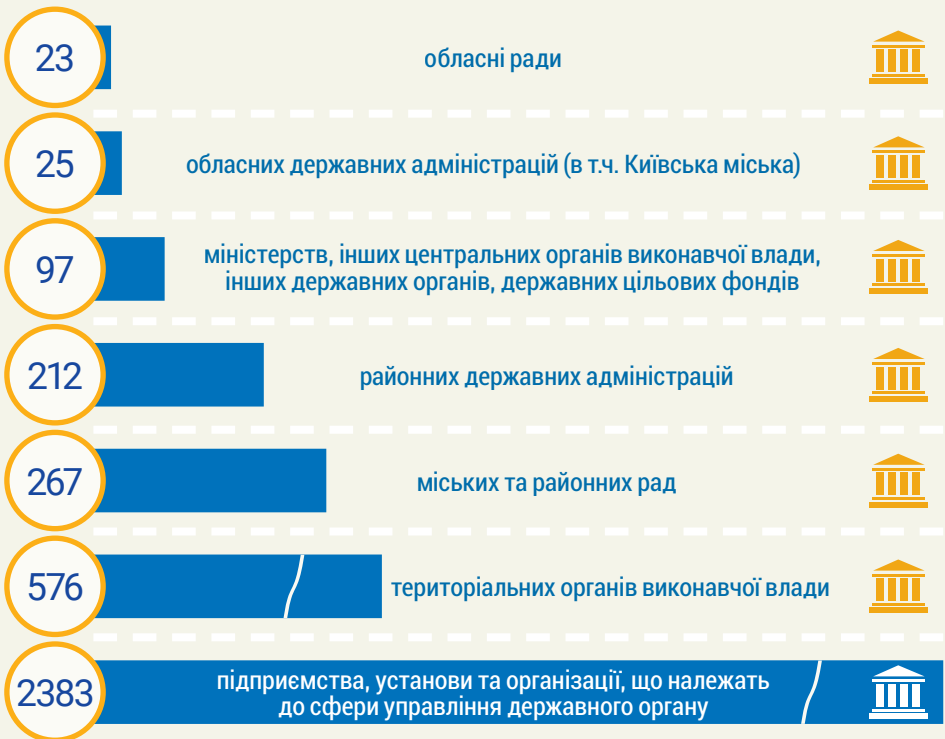 23
обласні ради
25
обласних державних адміністрацій (в т.ч. Київська міська)
97
міністерств, інших центральних органів виконавчої влади,
інших державних органів, державних цільових фондів
212
районних державних адміністрацій
267
міських та районних рад
576
територіальних органів виконавчої влади
2383
підприємства, установи та організації, що належать
до сфери управління державного органу